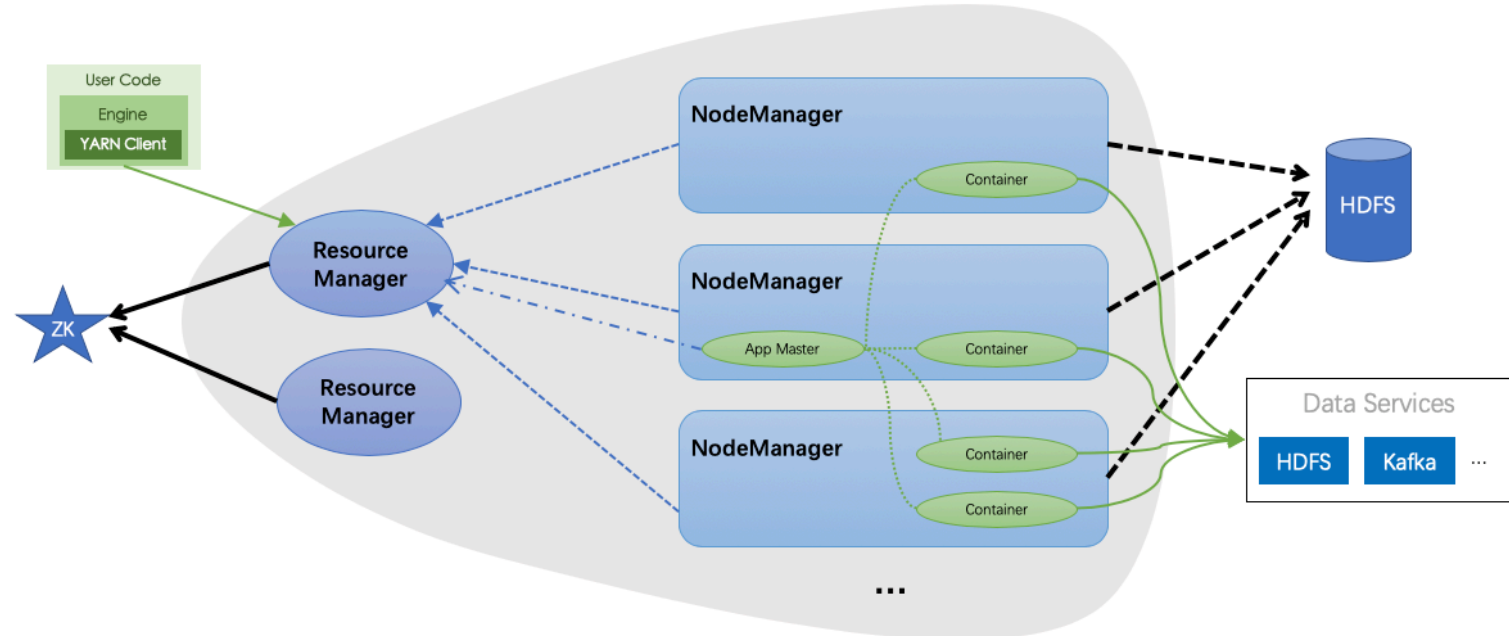 User Code
Engine
YARN Client
ZK
Resource
Manager
Resource
Manager
NodeManager
Container
NodeManager
App Master
Container
NodeManager
Container
Container
...
HDFS
Data Services
HDFS
Kafka
...